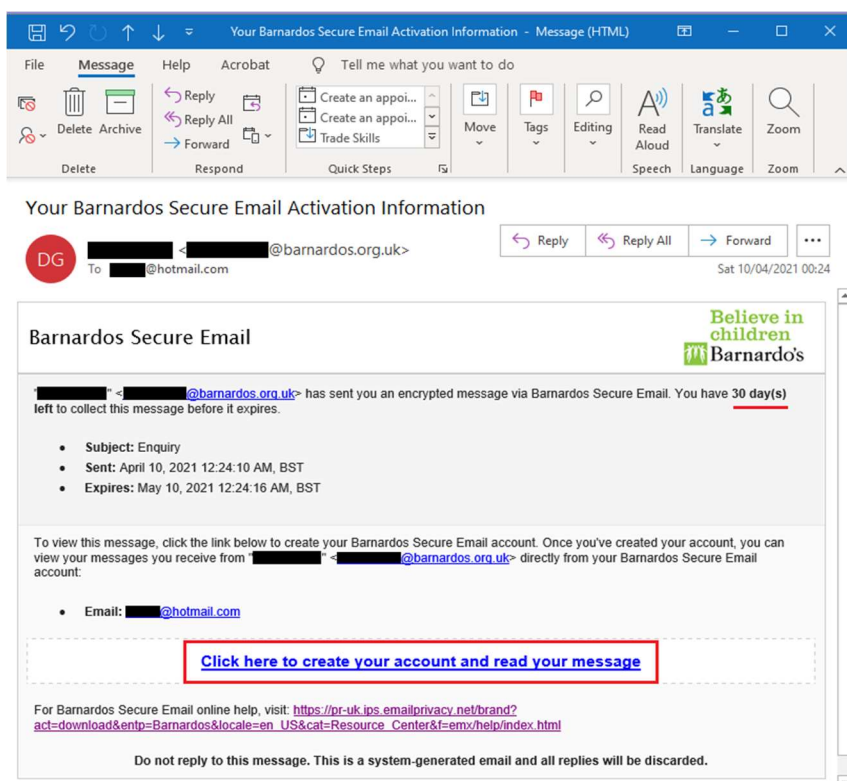 Your Barnardos Secure Email Activation Information - Message (HTML)
File Message Help Acrobat Tell me what you want to do
Delete Archive
Reply
Reply All
Forward
Create an appoi...
Create an appoi...
Trade Skills
Move
Tags
Editing
Read Aloud
Translate
Zoom
Delete Respond Quick Steps Speech Language Zoom
Your Barnardos Secure Email Activation Information
DG
< @barnardos.org.uk>
To @hotmail.com
Reply Reply All Forward
Sat 10/04/2021 00:24
Barnardos Secure Email
Believe in
children
Barnardo's
" " < @barnardos.org.uk> has sent you an encrypted message via Barnardos Secure Email. You have 30 day(s)
left to collect this message before it expires.
• Subject: Enquiry
• Sent: April 10, 2021 12:24:10 AM, BST
• Expires: May 10, 2021 12:24:16 AM, BST
To view this message, click the link below to create your Barnardos Secure Email account. Once you've created your account, you can
view your messages you receive from " " < @barnardos.org.uk> directly from your Barnardos Secure Email
account:
• Email: @hotmail.com
Click here to create your account and read your message
For Barnardos Secure Email online help, visit: https://pr-uk.ips.emailprivacy.net/brand?
act=download&entp=Barnardos&locale=en_US&cat=Resource_Center&f=emx/help/index.html
Do not reply to this message. This is a system-generated email and all replies will be discarded.